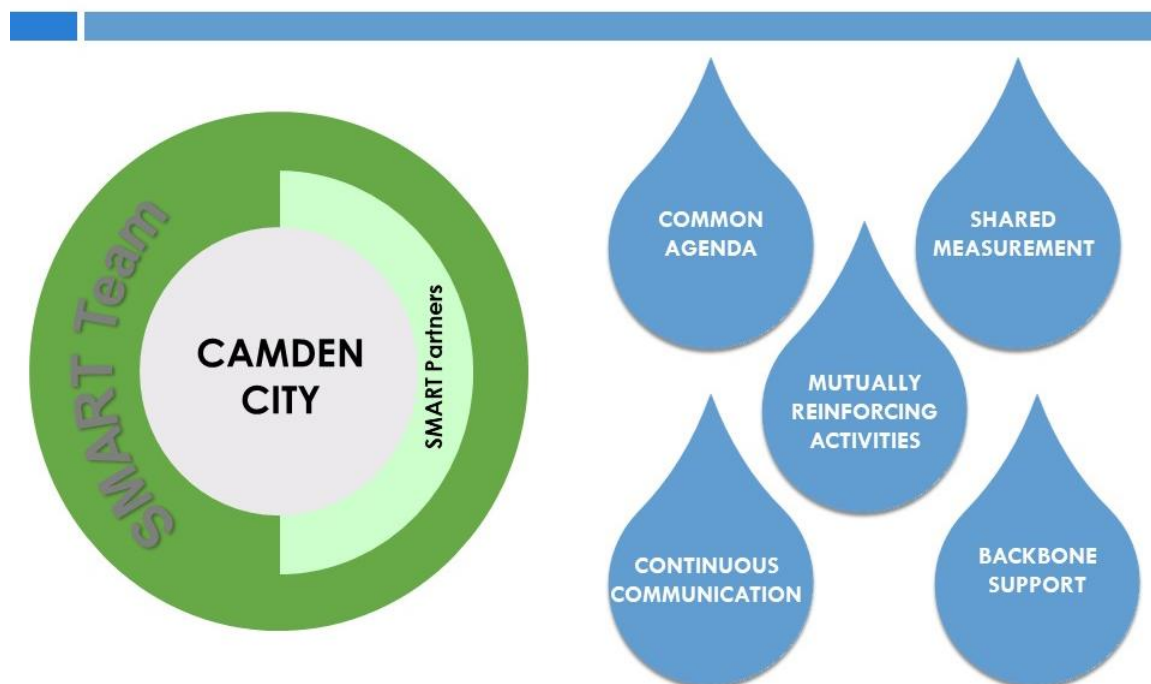 SMART Team
CAMDEN
CITY
SMART Partners
COMMON
AGENDA
SHARED
MEASUREMENT
MUTUALLY
REINFORCING
ACTIVITIES
CONTINUOUS
COMMUNICATION
BACKBONE
SUPPORT